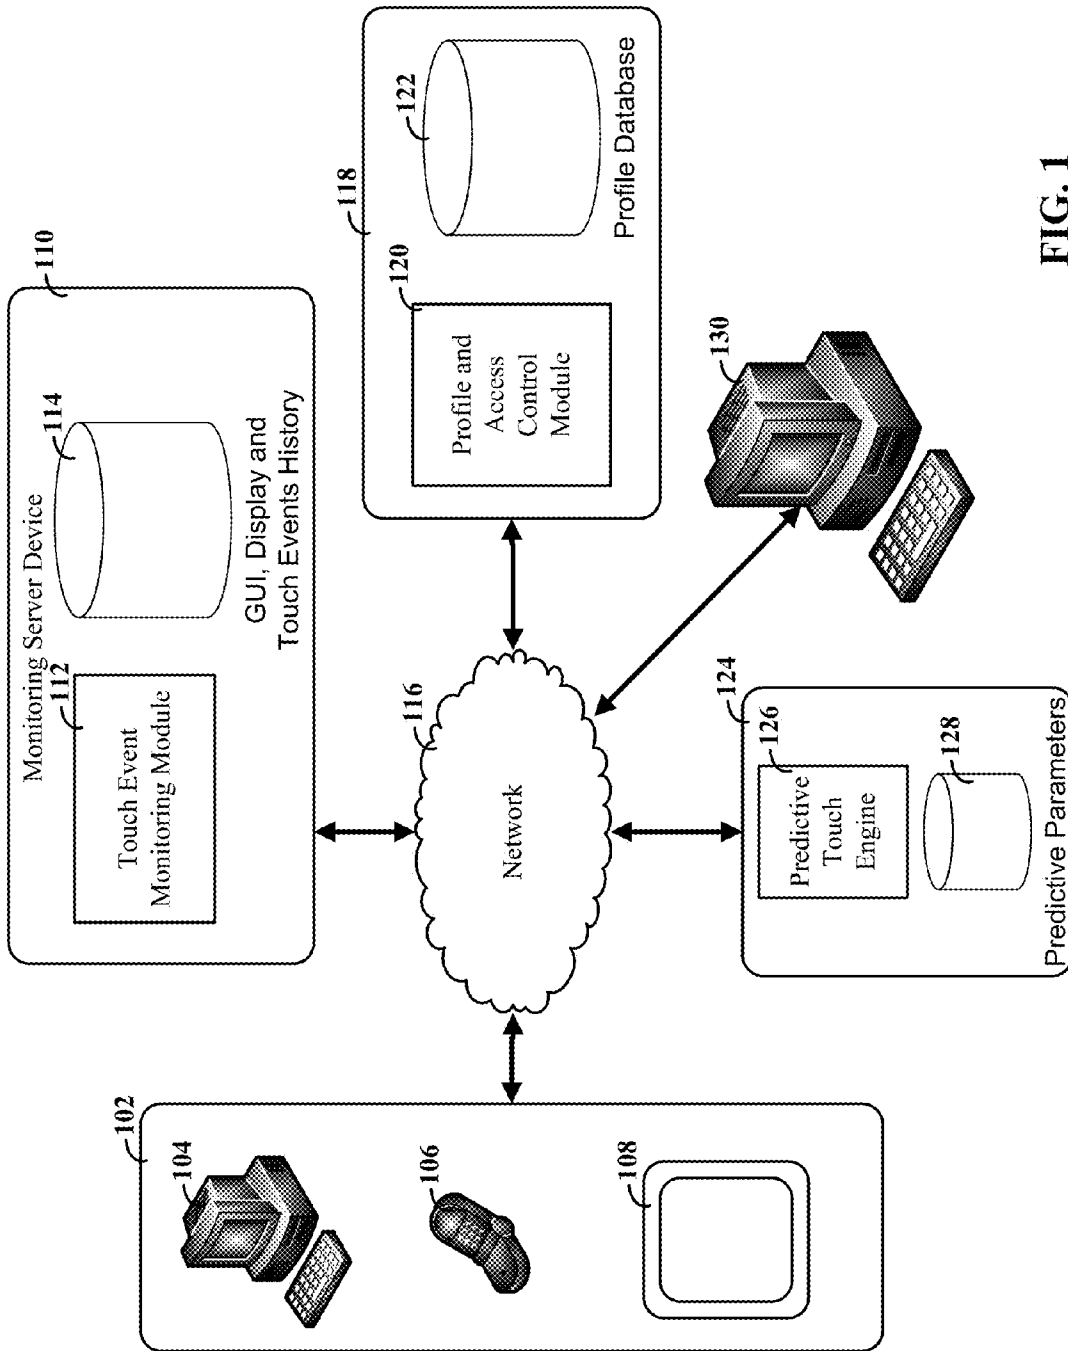 110
Monitoring Server Device
112
Touch Event
Monitoring Module
114
GUI, Display and
Touch Events History
102
104
106
108
116
Network
118
120
Profile and
Access
Control
Module
122
Profile Database
124
126
Predictive
Touch
Engine
128
Predictive Parameters
130
FIG. 1